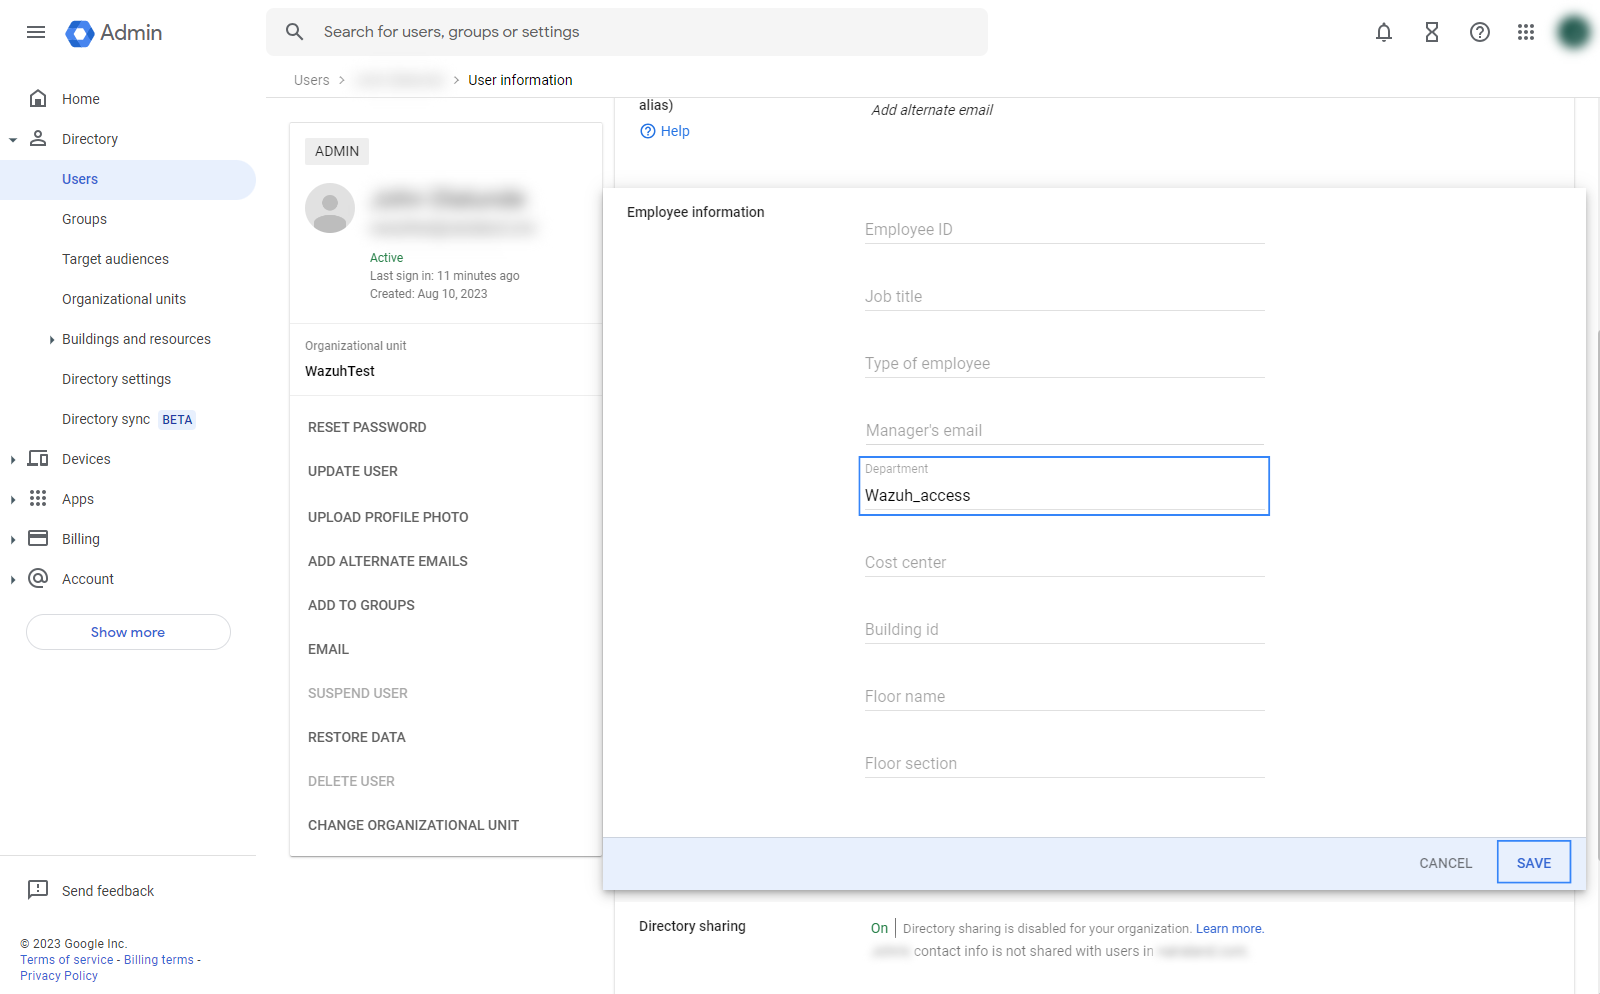 Admin
Search for users, groups or settings
Users
User information
Home
Directory
Users
Groups
Target audiences
Organizational units
Buildings and resources
Directory settings
Directory sync BETA
Devices
Apps
Billing
Account
Show more
Send feedback
© 2023 Google Inc.
Terms of service - Billing terms -
Privacy Policy
ADMIN
Active
Last sign in: 11 minutes ago
Created: Aug 10, 2023
Organizational unit
WazuhTest
RESET PASSWORD
UPDATE USER
UPLOAD PROFILE PHOTO
ADD ALTERNATE EMAILS
ADD TO GROUPS
EMAIL
SUSPEND USER
RESTORE DATA
DELETE USER
CHANGE ORGANIZATIONAL UNIT
alias)
Add alternate email
Help
Employee information
Employee ID
Job title
Type of employee
Manager's email
Department
Wazuh_access
Cost center
Building id
Floor name
Floor section
CANCEL
SAVE
Directory sharing
On
Directory sharing is disabled for your organization. Learn more.
contact info is not shared with users in